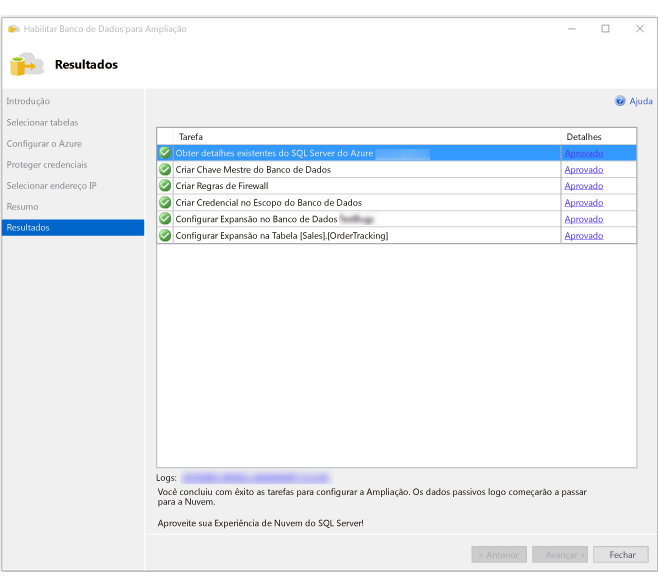 Habilitar Banco de Dados para Ampliação
Resultados
Introdução
Selecionar tabelas
Configurar o Azure
Proteger credenciais
Selecionar endereço IP
Resumo
Resultados
Ajuda
Tarefa Detalhes
Obter detalhes existentes do SQL Server do Azure Aprovado
Criar Chave Mestre do Banco de Dados Aprovado
Criar Regras de Firewall Aprovado
Criar Credencial no Escopo do Banco de Dados Aprovado
Configurar Expansão no Banco de Dados Aprovado
Configurar Expansão na Tabela [Sales].[OrderTracking] Aprovado
Logs:
Você concluiu com êxito as tarefas para configurar a Ampliação. Os dados passivos logo começarão a passar
para a Nuvem.
Aproveite sua Experiência de Nuvem do SQL Server!
< Anterior Avançar > Fechar